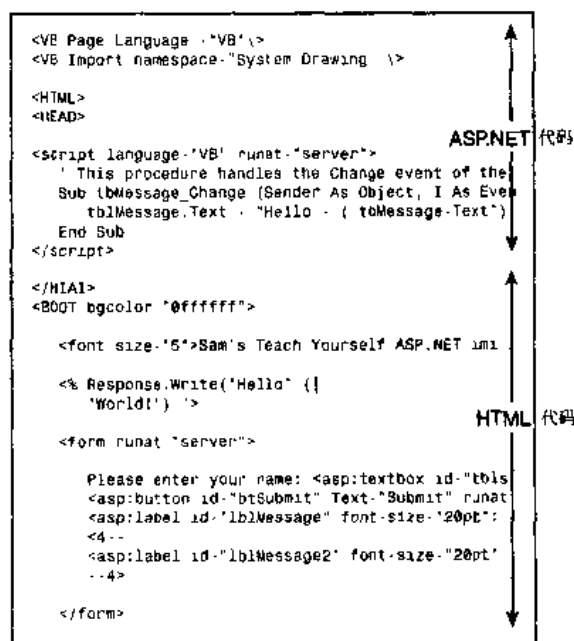 <VB Page Language -"VB"\>
<VB Import namespace-"System Drawing  \>
<HTML>
<HEAD>
ASP.NET 代码
<script language-'VB' runat-"server">
' This procedure handles the Change event of the
Sub tbMessage_Change (Sender As Object, I As Eve
tblMessage.Text - "Hello - ( tbMessage-Text")
End Sub
</script>
</HIAI>
<BOOT bgcolor "0ffffff">
<font size-'5">Sam's Teach Yourself ASP.NET imi
<% Response.Write('Hello" (|
'World!') '>
HTML 代码
<form runat "server">
Please enter your name: <asp:textbox id-"tbls
<asp:button id-"btSubmit" Text-"Submit" runat
<asp:label id-"lblMessage" font-size-"20pt":
<4--
<asp:label id-"lblMessage2' font-size-"20pt'
--4>
</form>